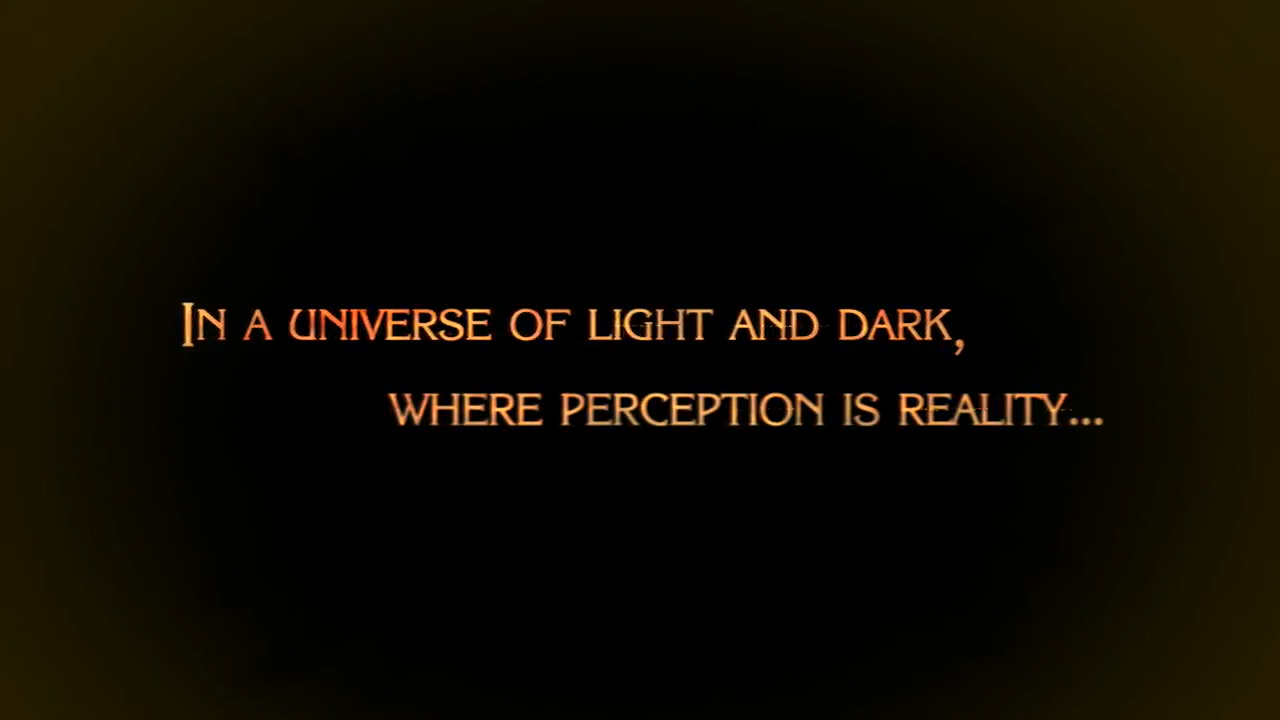 In a universe of light and dark,
where perception is reality...